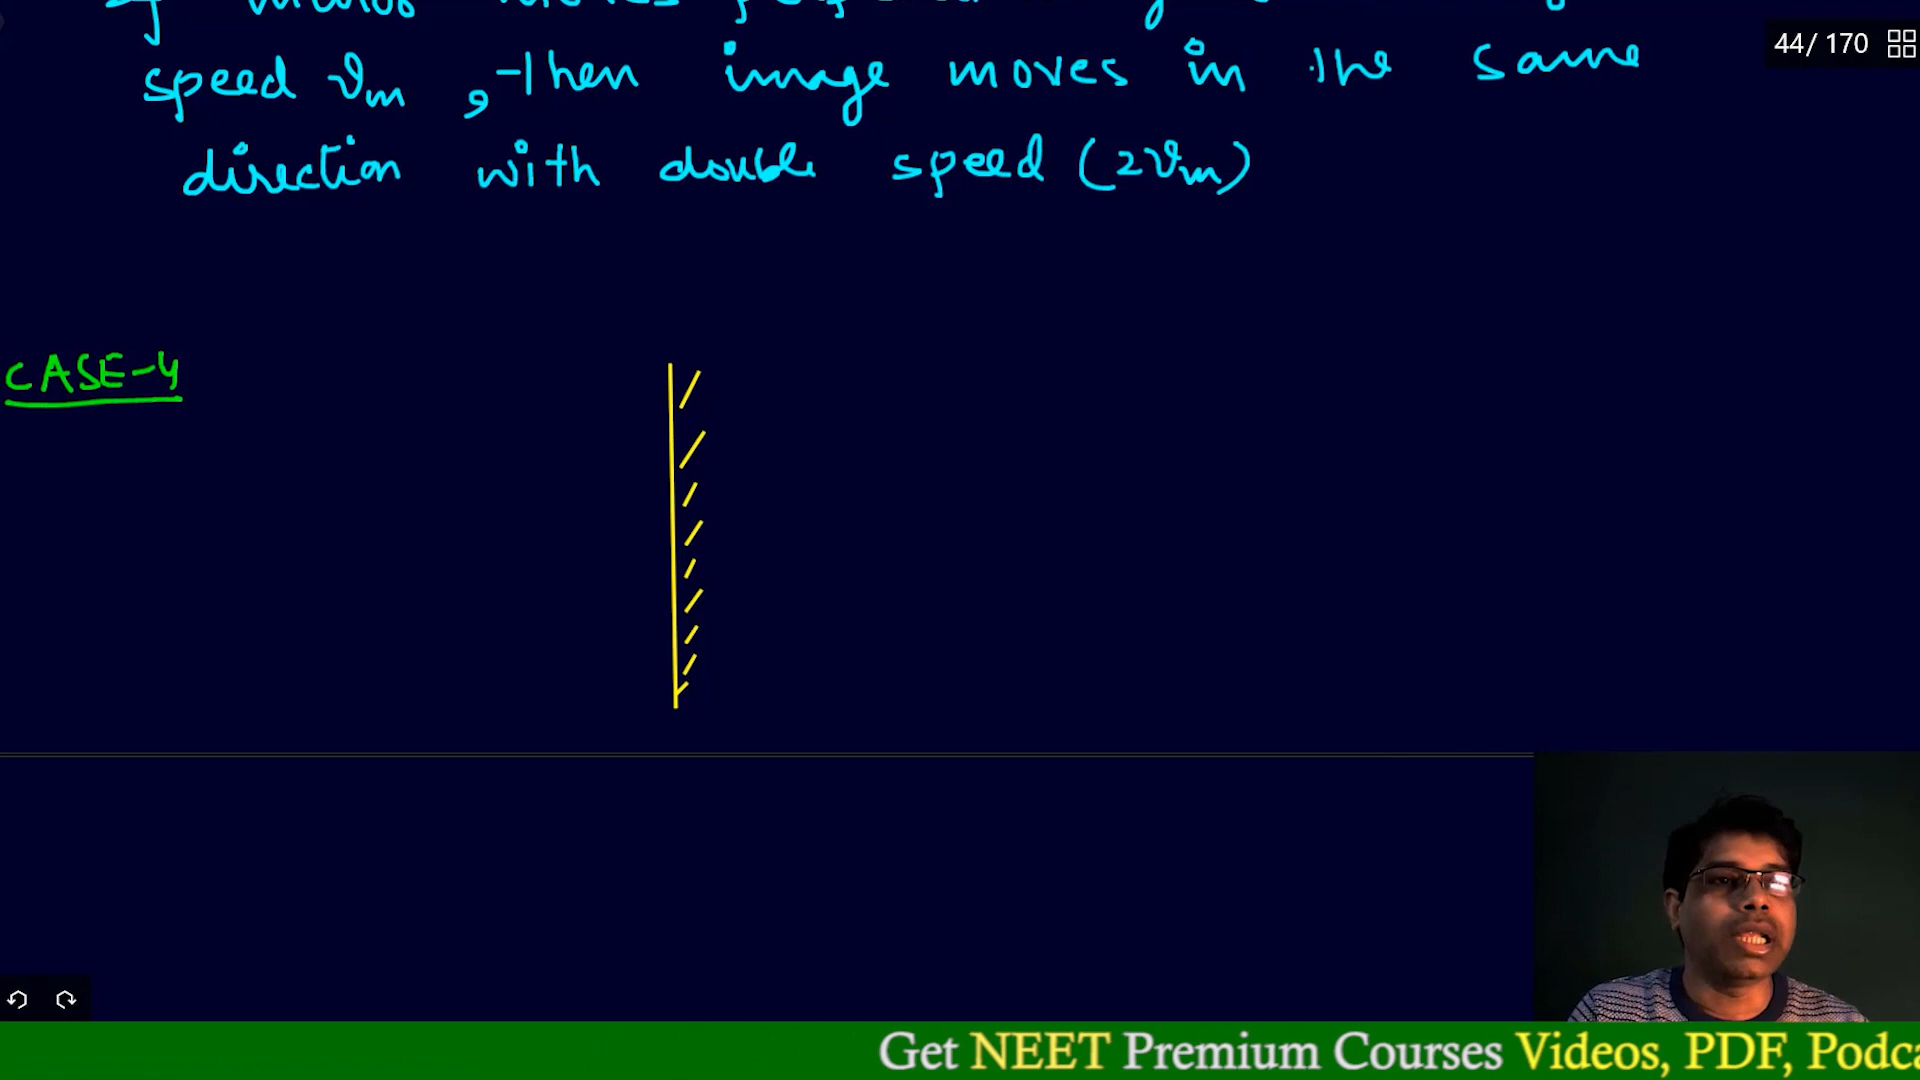 speed vm, then image moves in the same
direction with double speed (2vm)
44/ 170
CASE-4
Get NEET Premium Courses Videos, PDF, Podca